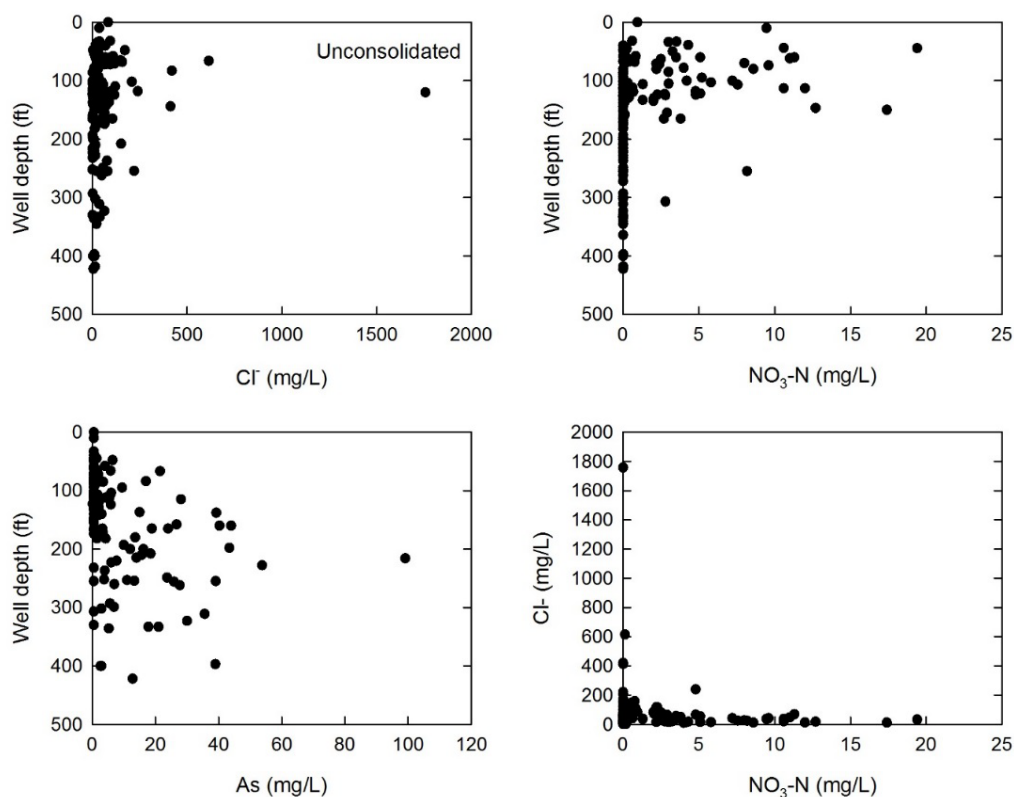 Unconsolidated
Well depth (ft)
0
100
200
300
400
500
0 500 1000 1500 2000
Cl⁻ (mg/L)
Well depth (ft)
0
100
200
300
400
500
0 5 10 15 20 25
NO₃-N (mg/L)
Well depth (ft)
0
100
200
300
400
500
0 20 40 60 80 100 120
As (mg/L)
Cl- (mg/L)
2000
1800
1600
1400
1200
1000
800
600
400
200
0
0 5 10 15 20 25
NO₃-N (mg/L)